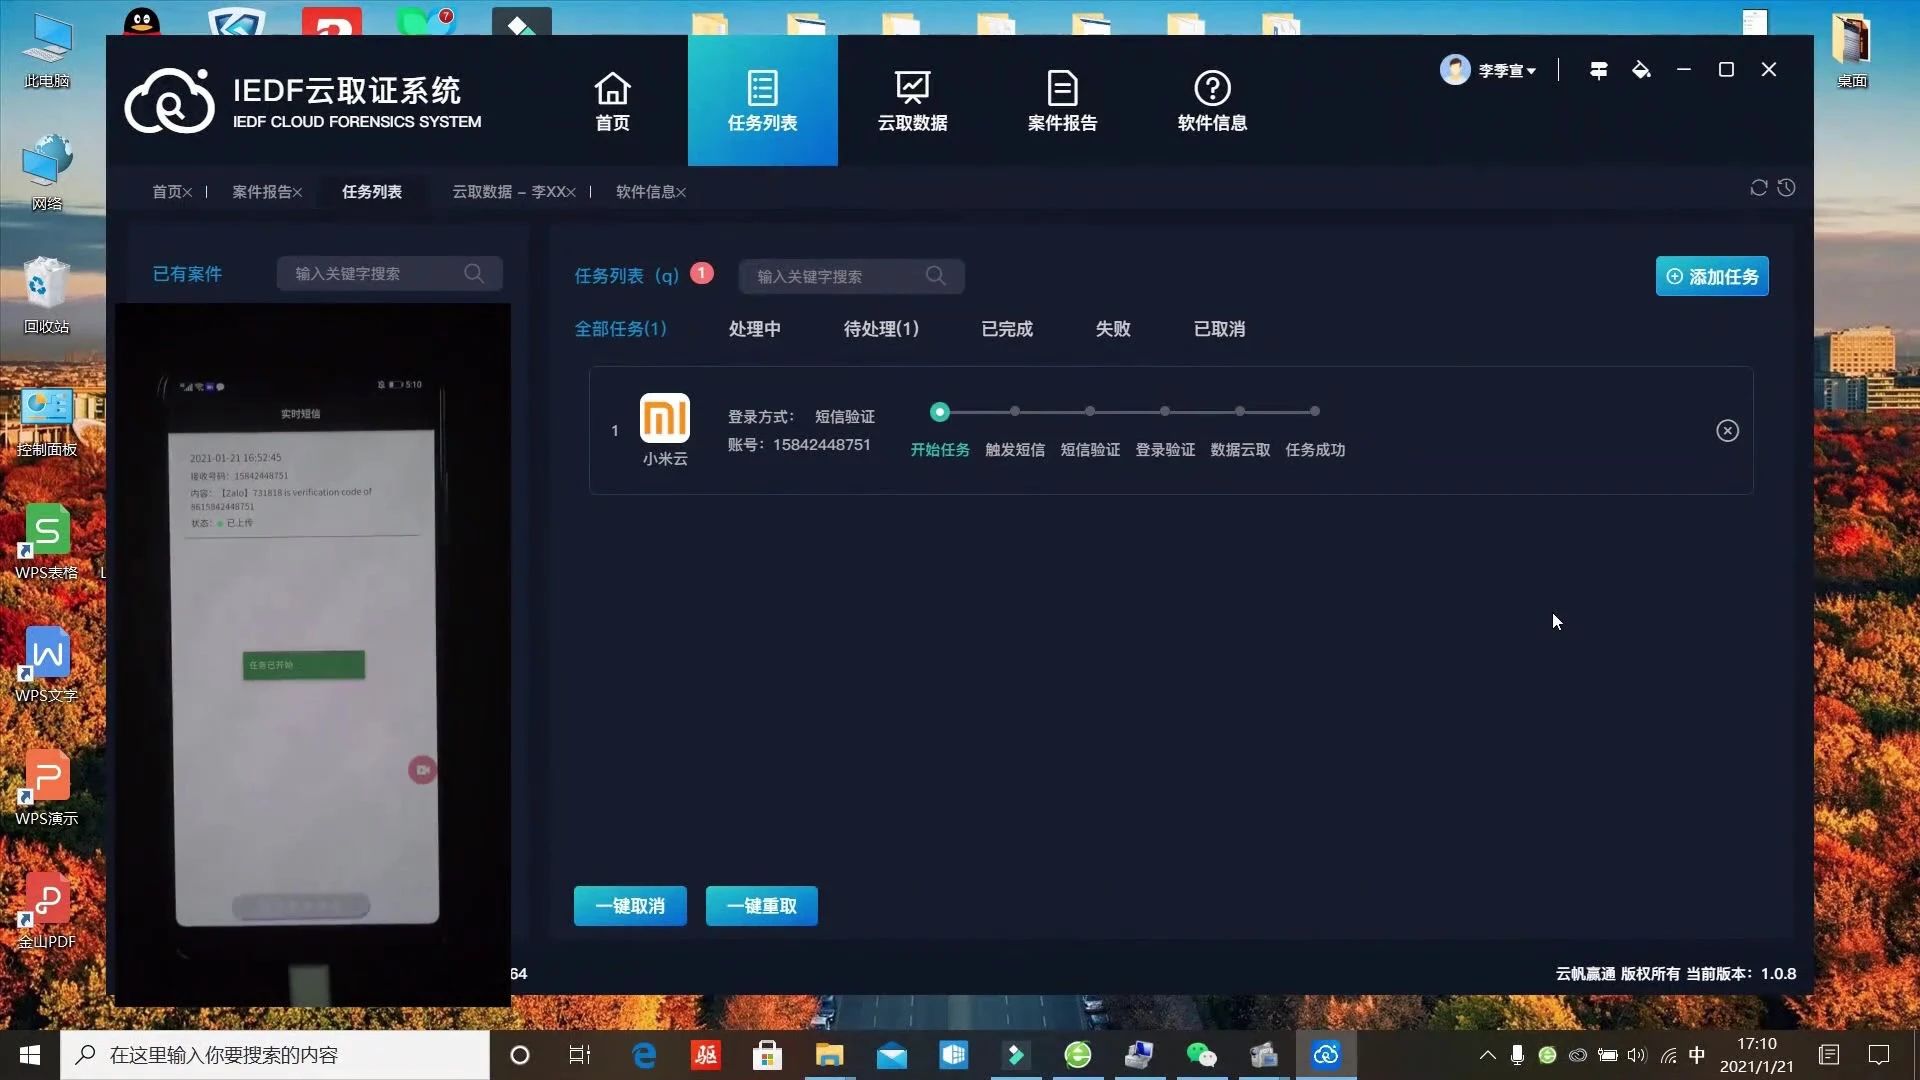 此电脑
网络
回收站
控制面板
WPS表格
WPS文字
WPS演示
金山PDF
7
桌面
IEDF云取证系统
IEDF CLOUD FORENSICS SYSTEM
首页
任务列表
云取数据
案件报告
软件信息
李季宣
首页
案件报告
任务列表
云取数据 - 李XX
软件信息
已有案件
输入关键字搜索
任务列表（q）
1
输入关键字搜索
添加任务
全部任务(1)
处理中
待处理(1)
已完成
失败
已取消
1
小米云
登录方式： 短信验证
账号：15842448751
开始任务
触发短信
短信验证
登录验证
数据云取
任务成功
5:10
实时短信
2021-01-21 16:52:45
接收号码：15842448751
内容：【Zalo】731818 is verification code of
8615842448751
状态： 已上传
任务已开始
一键取消
一键重取
64
云帆赢通 版权所有 当前版本：1.0.8
在这里输入你要搜索的内容
驱
中
17:10
2021/1/21